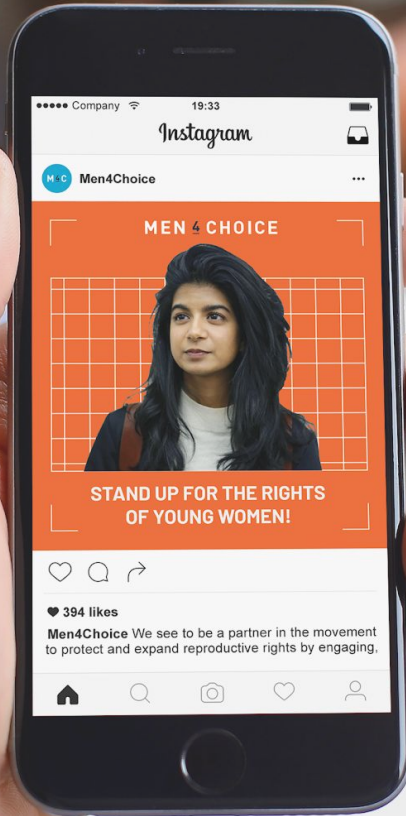 Company 19:33
Instagram
M4C Men4Choice
MEN 4 CHOICE
STAND UP FOR THE RIGHTS
OF YOUNG WOMEN!
394 likes
Men4Choice We see to be a partner in the movement
to protect and expand reproductive rights by engaging,